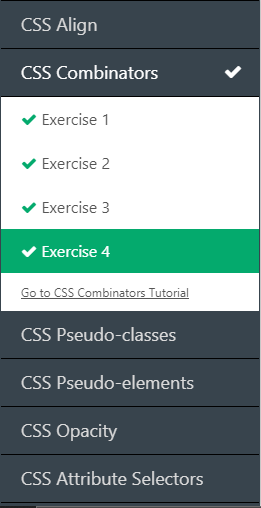 CSS Align
CSS Combinators
Exercise 1
Exercise 2
Exercise 3
Exercise 4
Go to CSS Combinators Tutorial
CSS Pseudo-classes
CSS Pseudo-elements
CSS Opacity
CSS Attribute Selectors